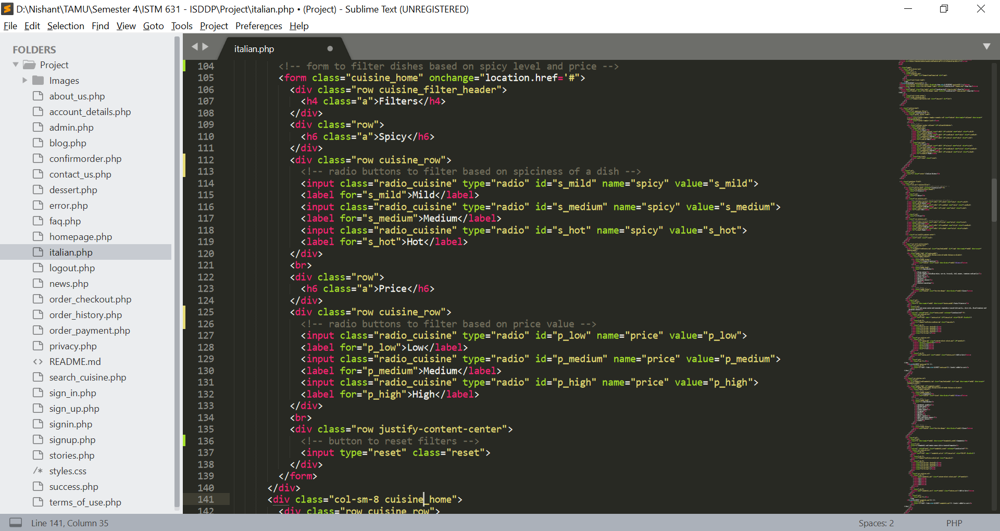 D:\Nishant\TAMU\Semester 4\ISTM 631 - ISDDP\Project\italian.php • (Project) - Sublime Text (UNREGISTERED)
File Edit Selection Find View Goto Tools Project Preferences Help
FOLDERS
Project
Images
about_us.php
account_details.php
admin.php
blog.php
confirmorder.php
contact_us.php
dessert.php
error.php
faq.php
homepage.php
italian.php
logout.php
news.php
order_checkout.php
order_history.php
order_payment.php
privacy.php
<> README.md
search_cuisine.php
sign_in.php
sign_up.php
signin.php
signup.php
stories.php
/* styles.css
success.php
terms_of_use.php
italian.php
104 <!-- form to filter dishes based on spicy level and price -->
105 <form class="cuisine_home" onchange="location.href='#">
106 <div class="row cuisine_filter_header">
107 <h4 class="a">Filters</h4>
108 </div>
109 <div class="row">
110 <h6 class="a">Spicy</h6>
111 </div>
112 <div class="row cuisine_row">
113 <!-- radio buttons to filter based on spiciness of a dish -->
114 <input class="radio_cuisine" type="radio" id="s_mild" name="spicy" value="s_mild">
115 <label for="s_mild">Mild</label>
116 <input class="radio_cuisine" type="radio" id="s_medium" name="spicy" value="s_medium">
117 <label for="s_medium">Medium</label>
118 <input class="radio_cuisine" type="radio" id="s_hot" name="spicy" value="s_hot">
119 <label for="s_hot">Hot</label>
120 </div>
121 <br>
122 <div class="row">
123 <h6 class="a">Price</h6>
124 </div>
125 <div class="row cuisine_row">
126 <!-- radio buttons to filter based on price value -->
127 <input class="radio_cuisine" type="radio" id="p_low" name="price" value="p_low">
128 <label for="p_low">Low</label>
129 <input class="radio_cuisine" type="radio" id="p_medium" name="price" value="p_medium">
130 <label for="p_medium">Medium</label>
131 <input class="radio_cuisine" type="radio" id="p_high" name="price" value="p_high">
132 <label for="p_high">High</label>
133 </div>
134 <br>
135 <div class="row justify-content-center">
136 <!-- button to reset filters -->
137 <input type="reset" class="reset">
138 </div>
139 </form>
140 </div>
141 <div class="col-sm-8 cuisine_home">
142 <div class="row cuisine_row">
Line 141, Column 35
Spaces: 2
PHP